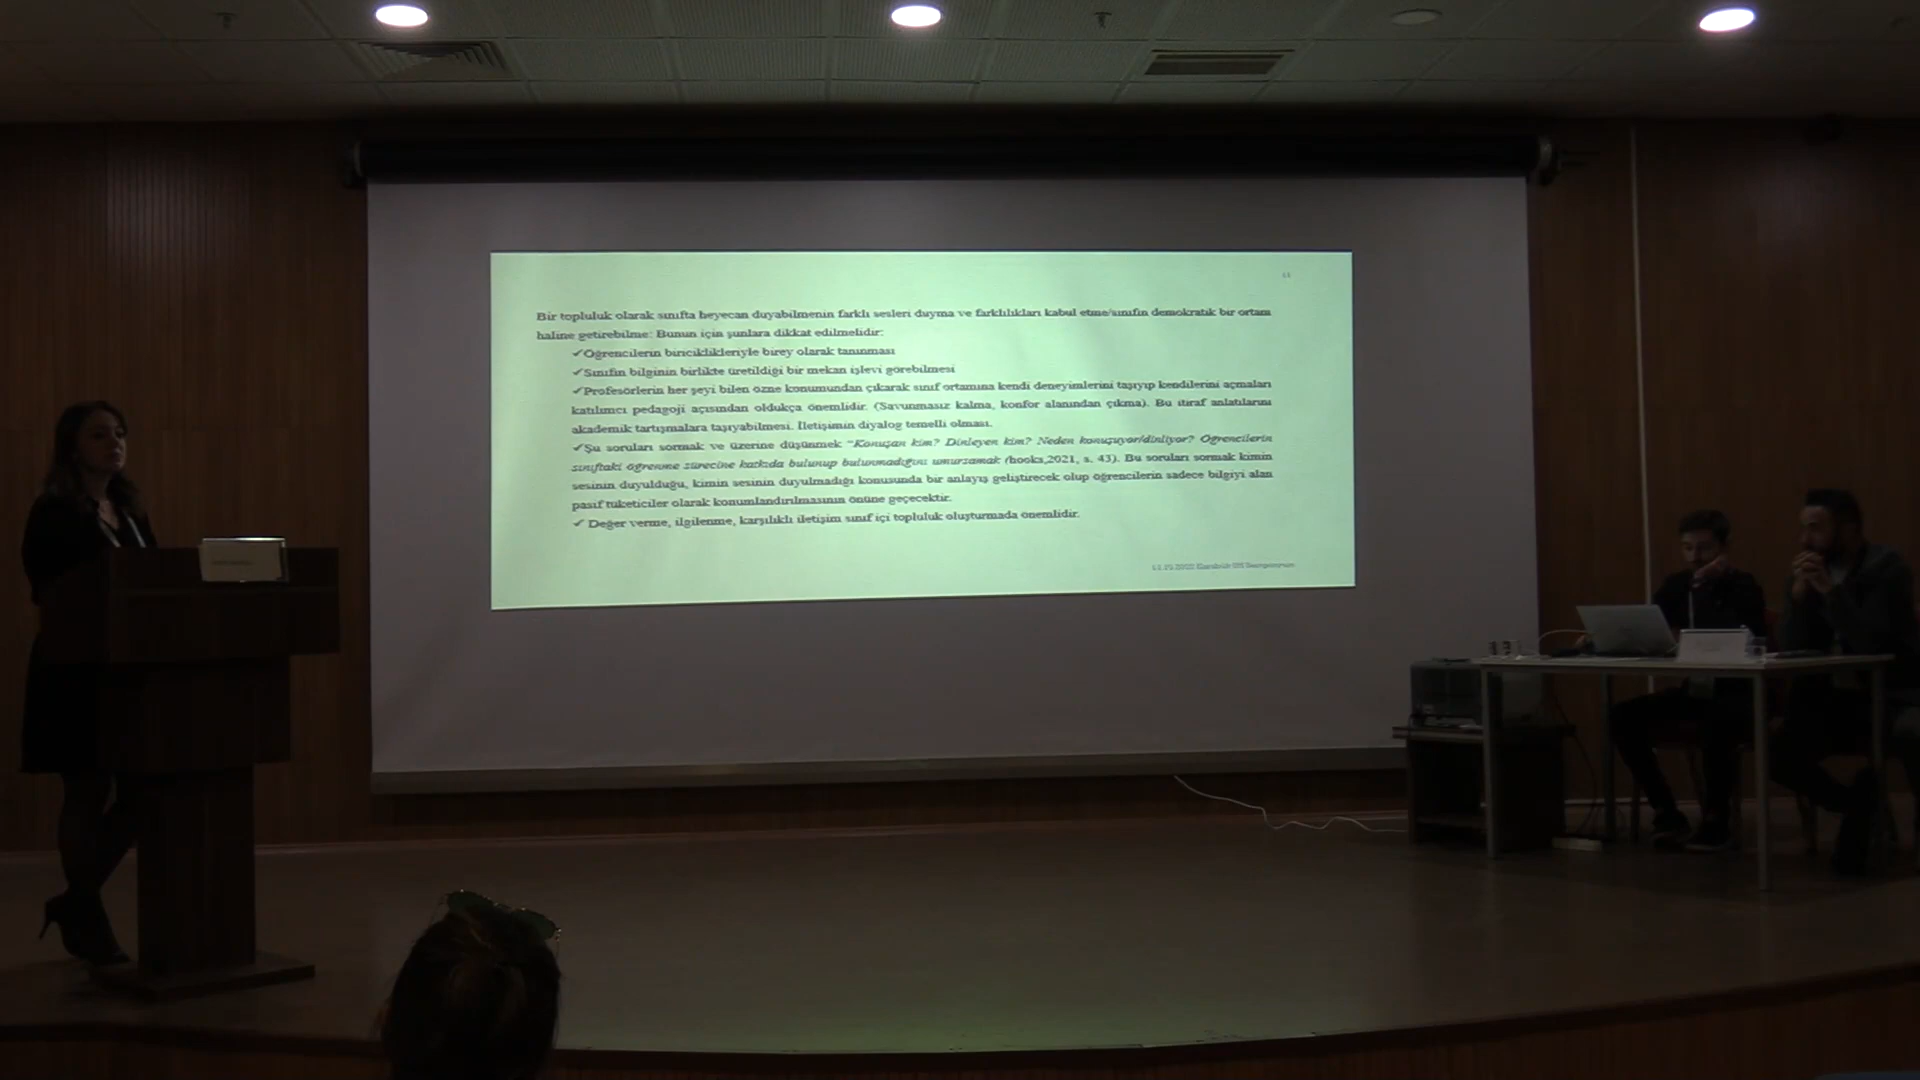 Bir topluluk olarak sınıfta heyecan duyabilmenin farklı sesleri duyma ve farklılıkları kabul etme/sınıfın demokratik bir ortam
haline getirebilme: Bunun için şunlara dikkat edilmelidir:
✓Öğrencilerin biriciklikleriyle birey olarak tanınması
✓Sınıfın bilginin birlikte üretildiği bir mekan işlevi görebilmesi
✓Profesörlerin her şeyi bilen özne konumundan çıkarak sınıf ortamına kendi deneyimlerini taşıyıp kendilerini açmaları
katılımcı pedagoji açısından oldukça önemlidir. (Savunmasız kalma, konfor alanından çıkma). Bu itiraf anlatılarını
akademik tartışmalara taşıyabilmesi. İletişimin diyalog temelli olması.
✓Şu soruları sormak ve üzerine düşünmek "Konuşan kim? Dinleyen kim? Neden konuşuyor/dinliyor? Öğrencilerin
sınıftaki öğrenme sürecine katkıda bulunup bulunmadığını umursamak (hooks,2021, s. 43). Bu soruları sormak kimin
sesinin duyulduğu, kimin sesinin duyulmadığı konusunda bir anlayış geliştirecek olup öğrencilerin sadece bilgiyi alan
pasif tüketiciler olarak konumlandırılmasının önüne geçecektir.
✓ Değer verme, ilgilenme, karşılıklı iletişim sınıf içi topluluk oluşturmada önemlidir.